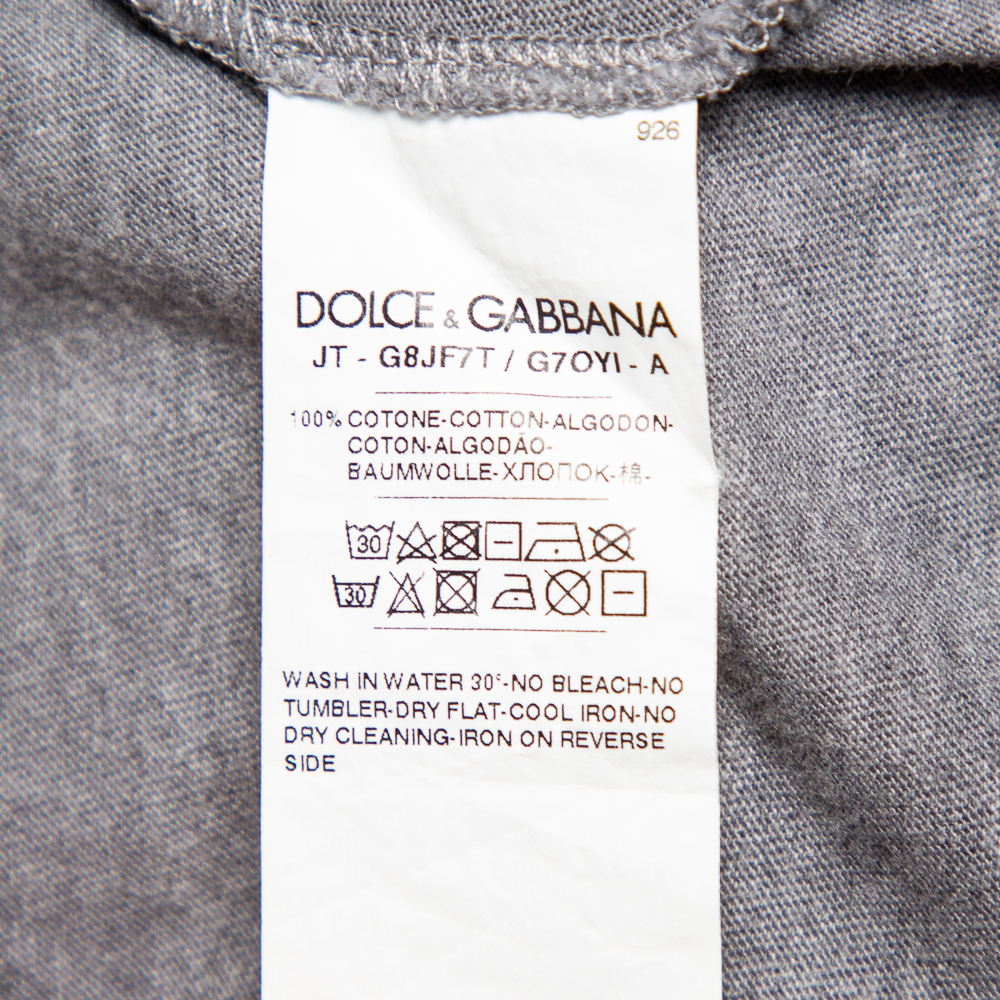 926
DOLCE & GABBANA
JT - G8JF7T / G7OYI - A
100% COTONE-COTTON-ALGODON-
COTON-ALGODÃO-
BAUMWOLLE-ХЛОПОК-棉-
30
30
WASH IN WATER 30°-NO BLEACH-NO
TUMBLER-DRY FLAT-COOL IRON-NO
DRY CLEANING-IRON ON REVERSE
SIDE